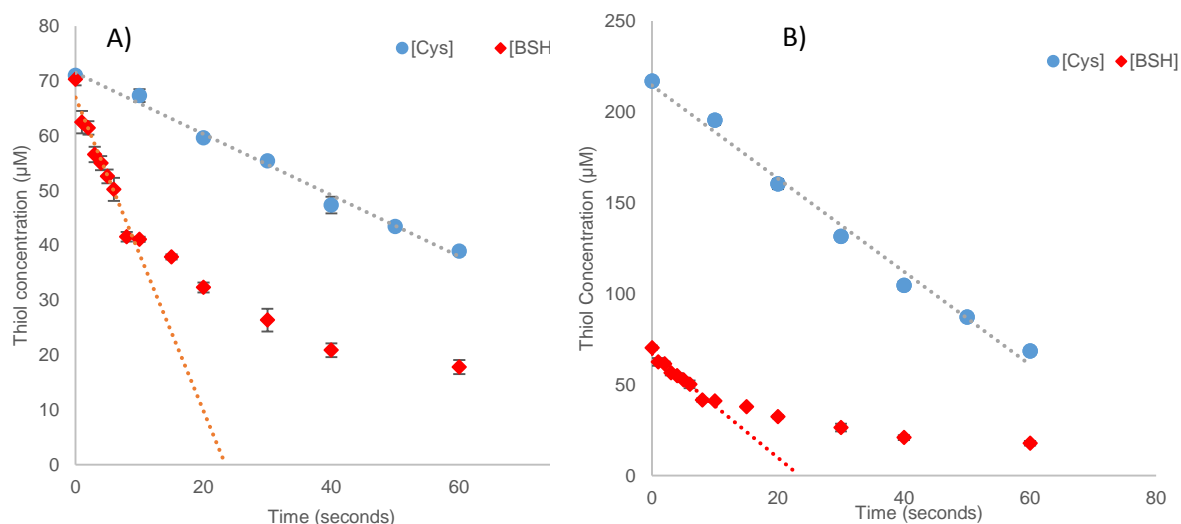 A)
[Cys] [BSH
Thiol concentration (µM)
80
70
60
50
40
30
20
10
0
0 20 40 60
Time (seconds)
B)
[Cys] [BSH]
Thiol Concentration (µM)
250
200
150
100
50
0
0 20 40 60 80
Time (seconds)